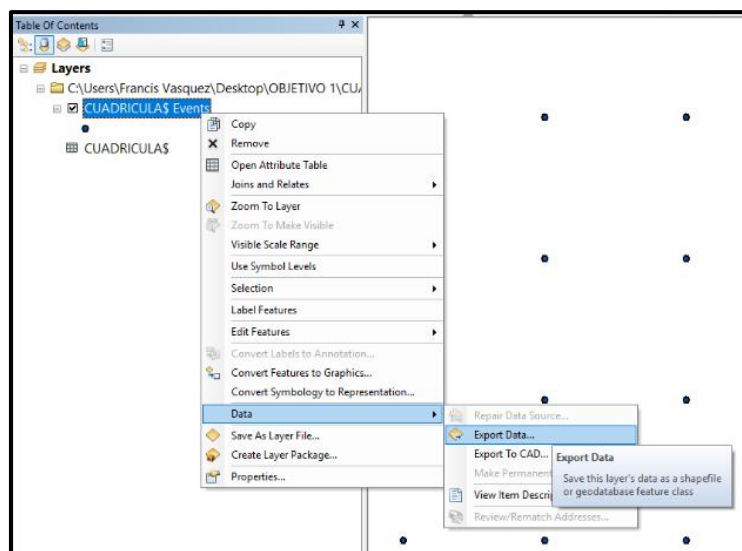 Table Of Contents
Layers
C:\Users\Francis Vasquez\Desktop\OBJETIVO 1\CU
CUADRICULA$ Events
CUADRICULA$
Copy
Remove
Open Attribute Table
Joins and Relates
Zoom To Layer
Zoom To Make Visible
Visible Scale Range
Use Symbol Levels
Selection
Label Features
Edit Features
Convert Labels to Annotation...
Convert Features to Graphics...
Convert Symbology to Representation...
Data
Save As Layer File...
Create Layer Package...
Properties...
Repair Data Source...
Export Data...
Export To CAD...
Make Permanent
View Item Descrip
Review/Rematch Addresses...
Export Data
Save this layer's data as a shapefile
or geodatabase feature class